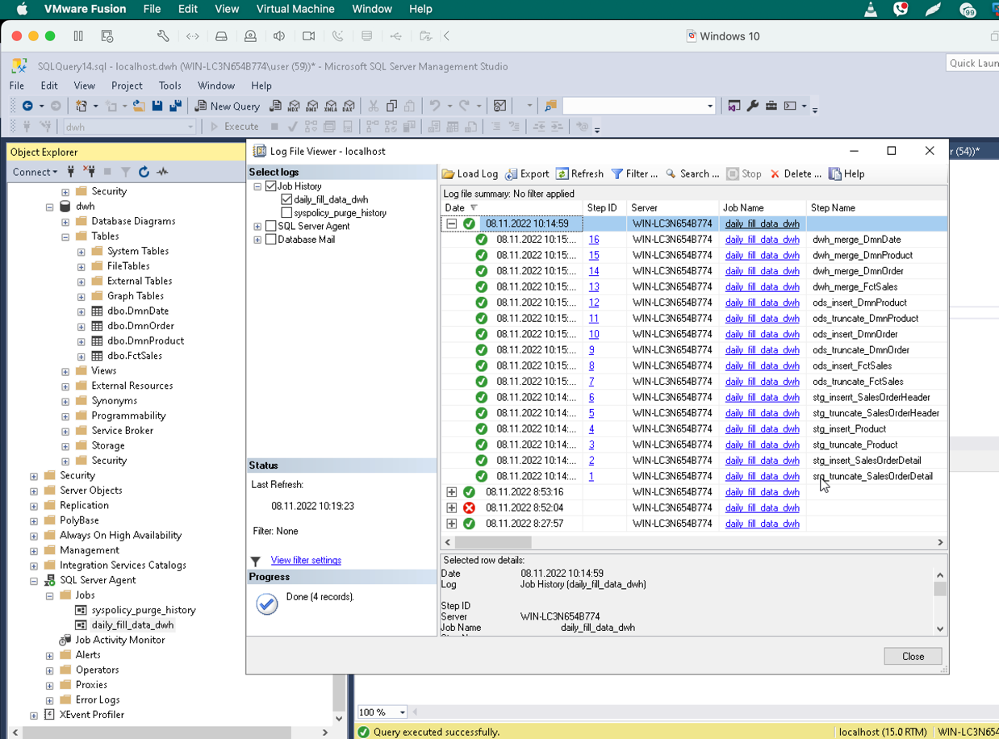 VMware Fusion File Edit View Virtual Machine Window Help 99
Windows 10
SQLQuery14.sql - localhost.dwh (WIN-LC3N654B774\user (59))* - Microsoft SQL Server Management Studio
Quick Laun
File Edit View Project Tools Window Help
New Query MDX DMX XMLA DAX
dwh Execute
Object Explorer
Connect
Security
dwh
Database Diagrams
Tables
System Tables
FileTables
External Tables
Graph Tables
dbo.DmnDate
dbo.DmnOrder
dbo.DmnProduct
dbo.FctSales
Views
External Resources
Synonyms
Programmability
Service Broker
Storage
Security
Security
Server Objects
Replication
PolyBase
Always On High Availability
Management
Integration Services Catalogs
SQL Server Agent
Jobs
syspolicy_purge_history
daily_fill_data_dwh
Job Activity Monitor
Alerts
Operators
Proxies
Error Logs
XEvent Profiler
Log File Viewer - localhost
r (54))*
Select logs
Job History
daily_fill_data_dwh
syspolicy_purge_history
SQL Server Agent
Database Mail
Status
Last Refresh:
08.11.2022 10:19:23
Filter: None
View filter settings
Progress
Done (4 records).
Load Log Export Refresh Filter ... Search ... Stop Delete ... Help
Log file summary: No filter applied
Date Step ID Server Job Name Step Name
08.11.2022 10:14:59 WIN-LC3N654B774 daily_fill_data_dwh
08.11.2022 10:15:... 16 WIN-LC3N654B774 daily_fill_data_dwh dwh_merge_DmnDate
08.11.2022 10:15:... 15 WIN-LC3N654B774 daily_fill_data_dwh dwh_merge_DmnProduct
08.11.2022 10:15:... 14 WIN-LC3N654B774 daily_fill_data_dwh dwh_merge_DmnOrder
08.11.2022 10:15:... 13 WIN-LC3N654B774 daily_fill_data_dwh dwh_merge_FctSales
08.11.2022 10:15:... 12 WIN-LC3N654B774 daily_fill_data_dwh ods_insert_DmnProduct
08.11.2022 10:15:... 11 WIN-LC3N654B774 daily_fill_data_dwh ods_truncate_DmnProduct
08.11.2022 10:15:... 10 WIN-LC3N654B774 daily_fill_data_dwh ods_insert_DmnOrder
08.11.2022 10:15:... 9 WIN-LC3N654B774 daily_fill_data_dwh ods_truncate_DmnOrder
08.11.2022 10:15:... 8 WIN-LC3N654B774 daily_fill_data_dwh ods_insert_FctSales
08.11.2022 10:15:... 7 WIN-LC3N654B774 daily_fill_data_dwh ods_truncate_FctSales
08.11.2022 10:14:... 6 WIN-LC3N654B774 daily_fill_data_dwh stg_inserrt_SalesOrderHeader
08.11.2022 10:14:... 5 WIN-LC3N654B774 daily_fill_data_dwh stg_truncate_SalesOrderHeader
08.11.2022 10:14:... 4 WIN-LC3N654B774 daily_fill_data_dwh stg_insert_Product
08.11.2022 10:14:... 3 WIN-LC3N654B774 daily_fill_data_dwh stg_truncate_Product
08.11.2022 10:14:... 2 WIN-LC3N654B774 daily_fill_data_dwh stg_insert_SalesOrderDetail
08.11.2022 10:14:... 1 WIN-LC3N654B774 daily_fill_data_dwh srg_truncate_SalesOrderDetail
08.11.2022 8:53:16 WIN-LC3N654B774 daily_fill_data_dwh
08.11.2022 8:52:04 WIN-LC3N654B774 daily_fill_data_dwh
08.11.2022 8:27:57 WIN-LC3N654B774 daily_fill_data_dwh
Selected row details:
Date 08.11.2022 10:14:59
Log Job History (daily_fill_data_dwh)
Step ID
Server WIN-LC3N654B774
Job Name daily_fill_data_dwh
Close
100 %
Query executed successfully. localhost (15.0 RTM) WIN-LC3N654